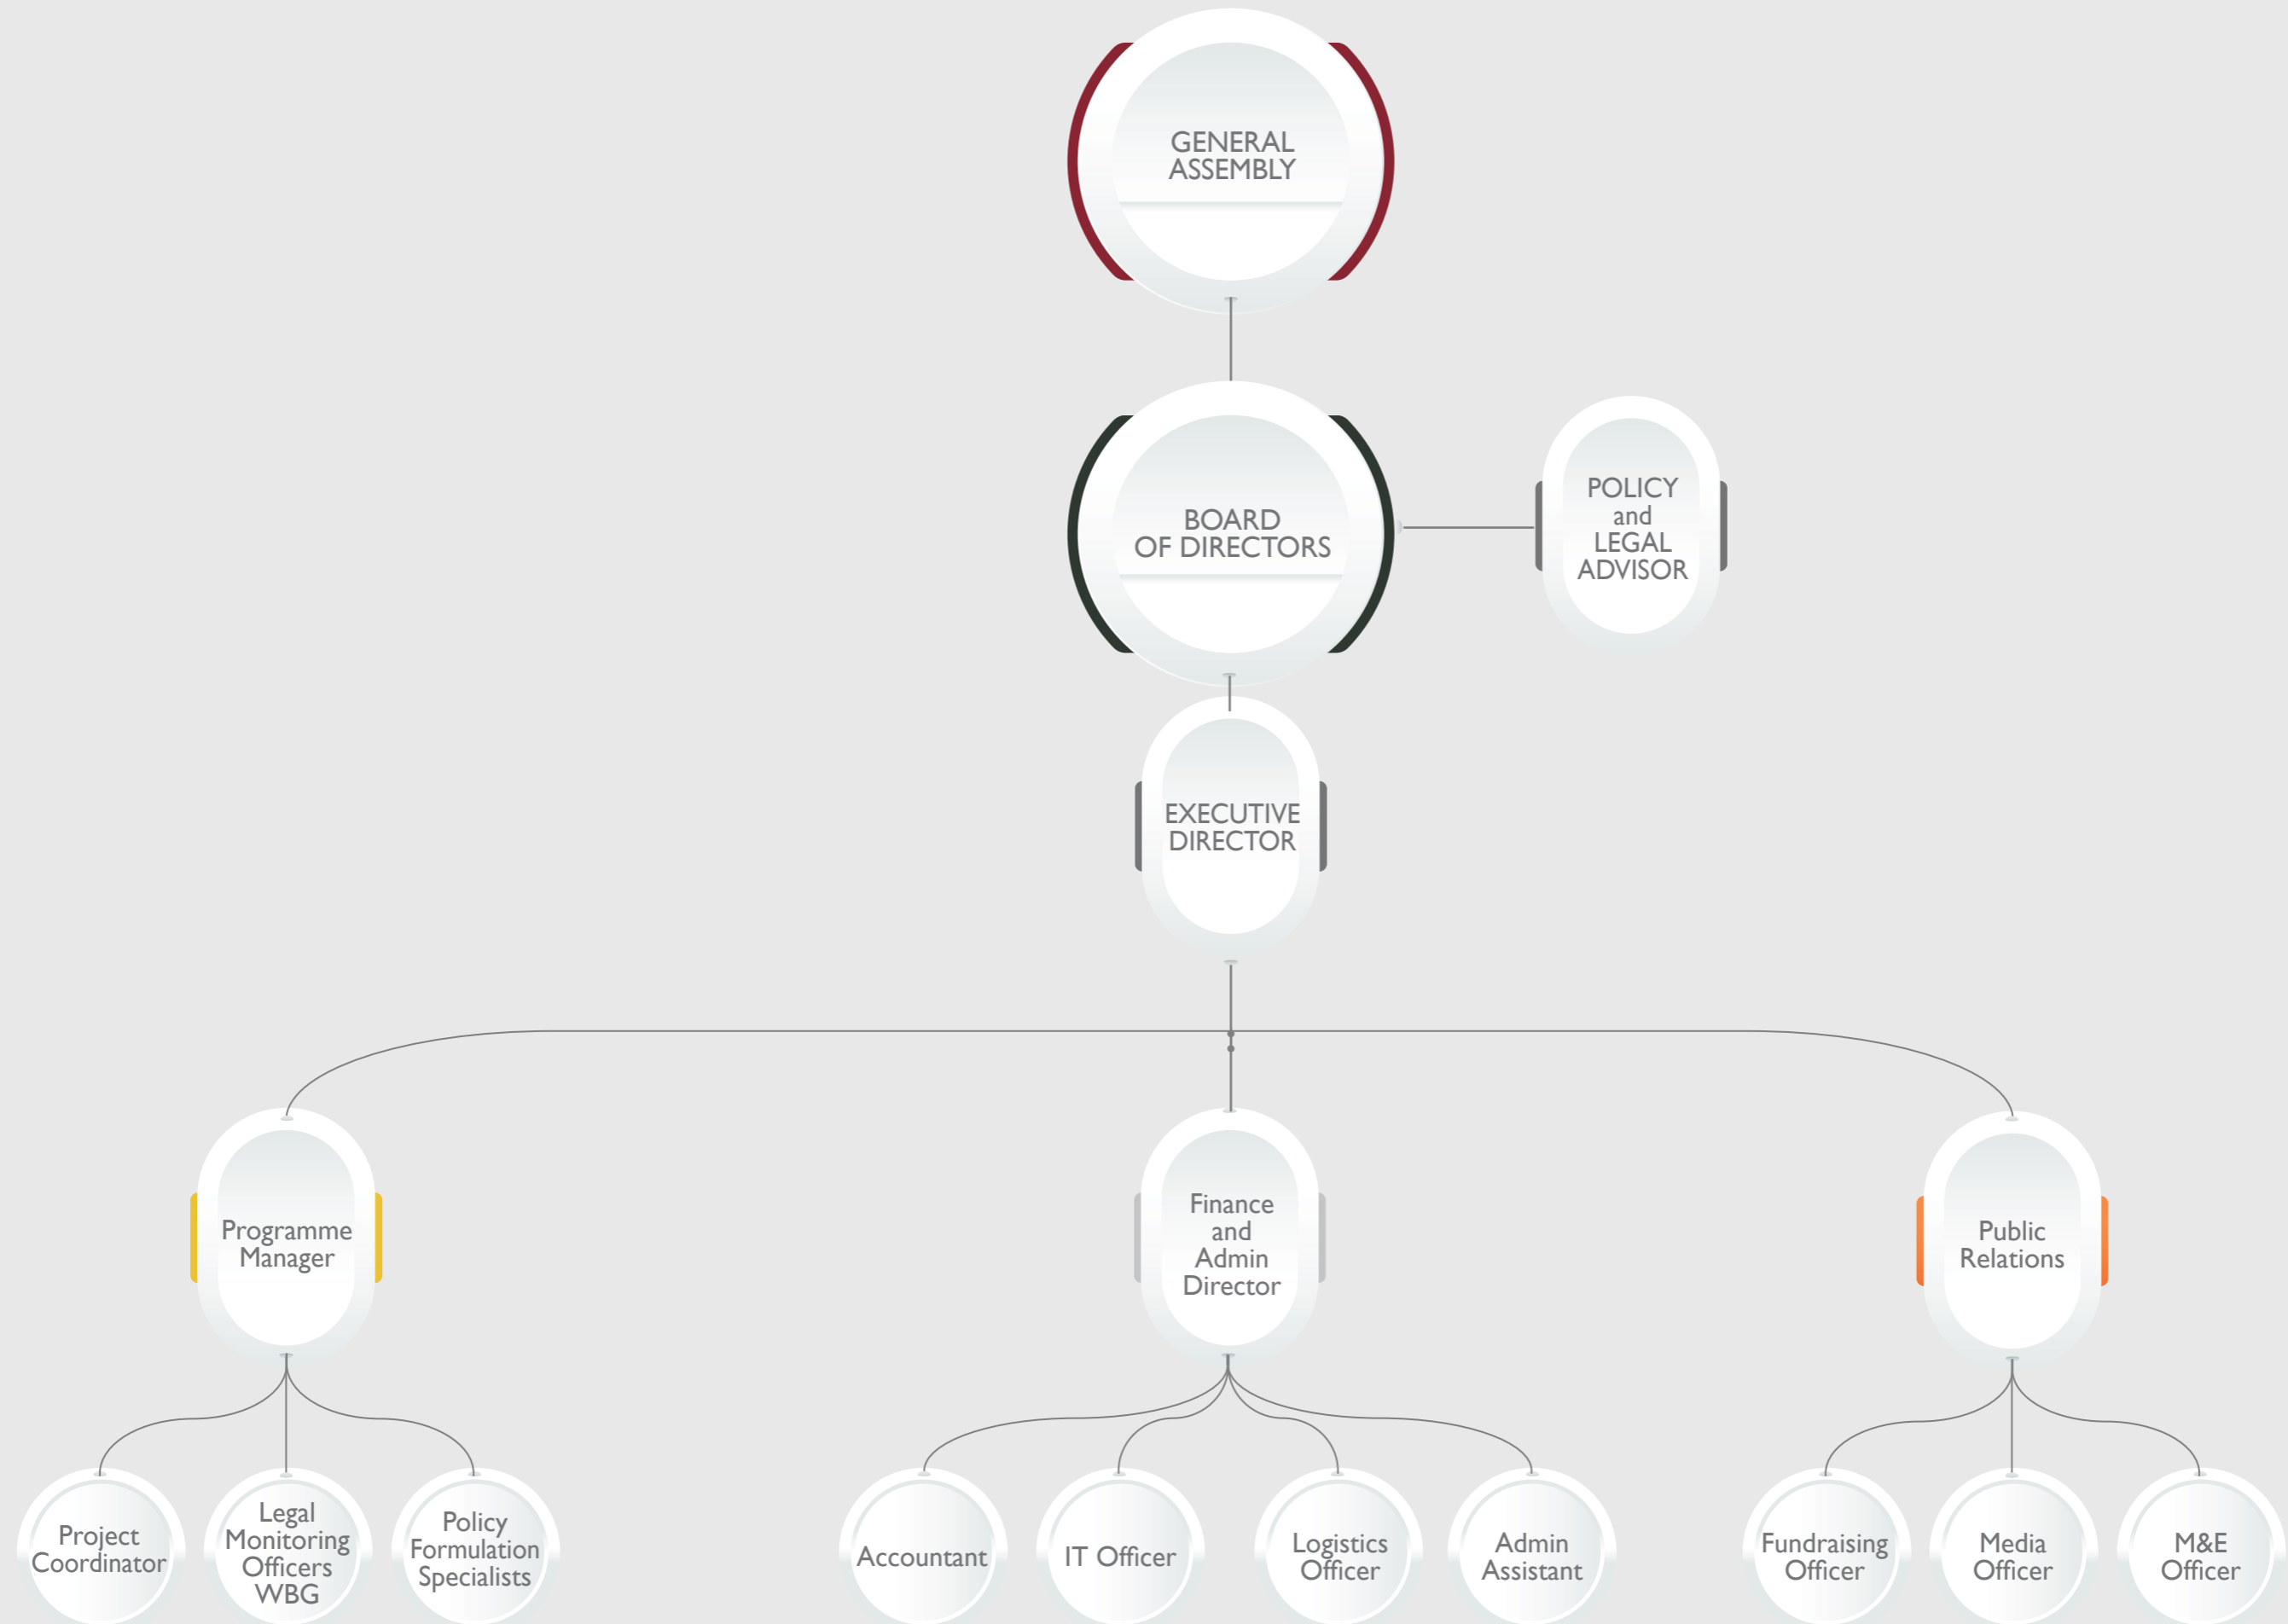 GENERAL
ASSEMBLY
BOARD
OF DIRECTORS
POLICY
and
LEGAL
ADVISOR
EXECUTIVE
DIRECTOR
Programme
Manager
Finance
and
Admin
Director
Public
Relations
Project
Coordinator
Legal
Monitoring
Officers
WBG
Policy
Formulation
Specialists
Accountant
IT Officer
Logistics
Officer
Admin
Assistant
Fundraising
Officer
Media
Officer
M&E
Officer